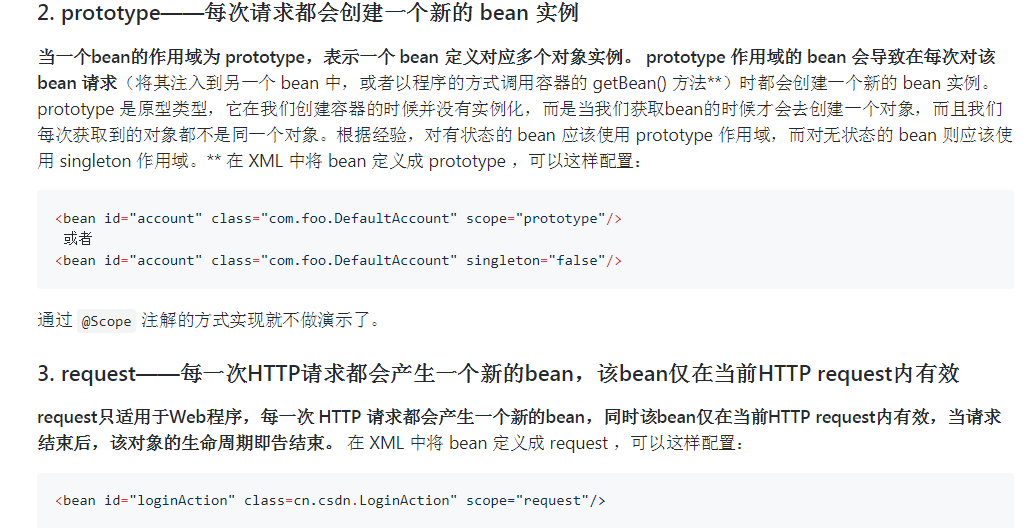 2. prototype——每次请求都会创建一个新的 bean 实例
当一个bean的作用域为 prototype，表示一个 bean 定义对应多个对象实例。 prototype 作用域的 bean 会导致在每次对该
bean 请求（将其注入到另一个 bean 中，或者以程序的方式调用容器的 getBean() 方法**）时都会创建一个新的 bean 实例。
prototype 是原型类型，它在我们创建容器的时候并没有实例化，而是当我们获取bean的时候才会去创建一个对象，而且我们
每次获取到的对象都不是同一个对象。根据经验，对有状态的 bean 应该使用 prototype 作用域，而对无状态的 bean 则应该使
用 singleton 作用域。** 在 XML 中将 bean 定义成 prototype ，可以这样配置：
<bean id="account" class="com.foo.DefaultAccount" scope="prototype"/>
或者
<bean id="account" class="com.foo.DefaultAccount" singleton="false"/>
通过 @Scope 注解的方式实现就不做演示了。
3. request——每一次HTTP请求都会产生一个新的bean，该bean仅在当前HTTP request内有效
request只适用于Web程序，每一次 HTTP 请求都会产生一个新的bean，同时该bean仅在当前HTTP request内有效，当请求
结束后，该对象的生命周期即告结束。 在 XML 中将 bean 定义成 request ，可以这样配置：
<bean id="loginAction" class=cn.csdn.LoginAction" scope="request"/>